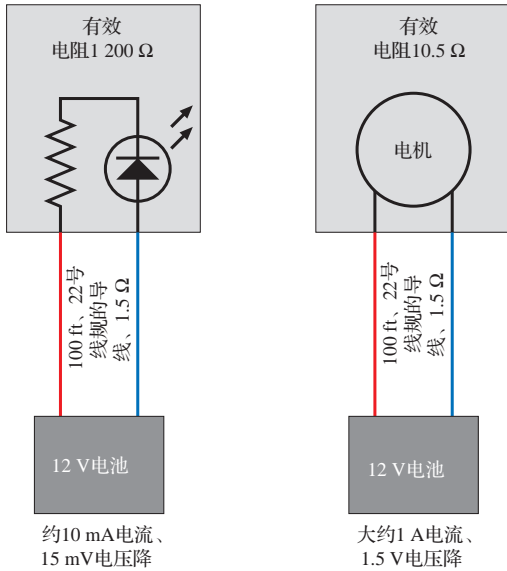 有效
电阻1 200 Ω
100 ft、22号
线规的导
线、1.5 Ω
12 V电池
约10 mA电流、
15 mV电压降
有效
电阻10.5 Ω
电机
100 ft、22号
线规的导
线、1.5 Ω
12 V电池
大约1 A电流、
1.5 V电压降